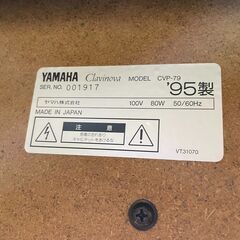 YAMAHA Clavinova MODEL CVP-79
SER. NO. 001917
'95製
ヤマハ株式会社 100V 80W 50/60Hz
MADE IN JAPAN
注意
VT31070